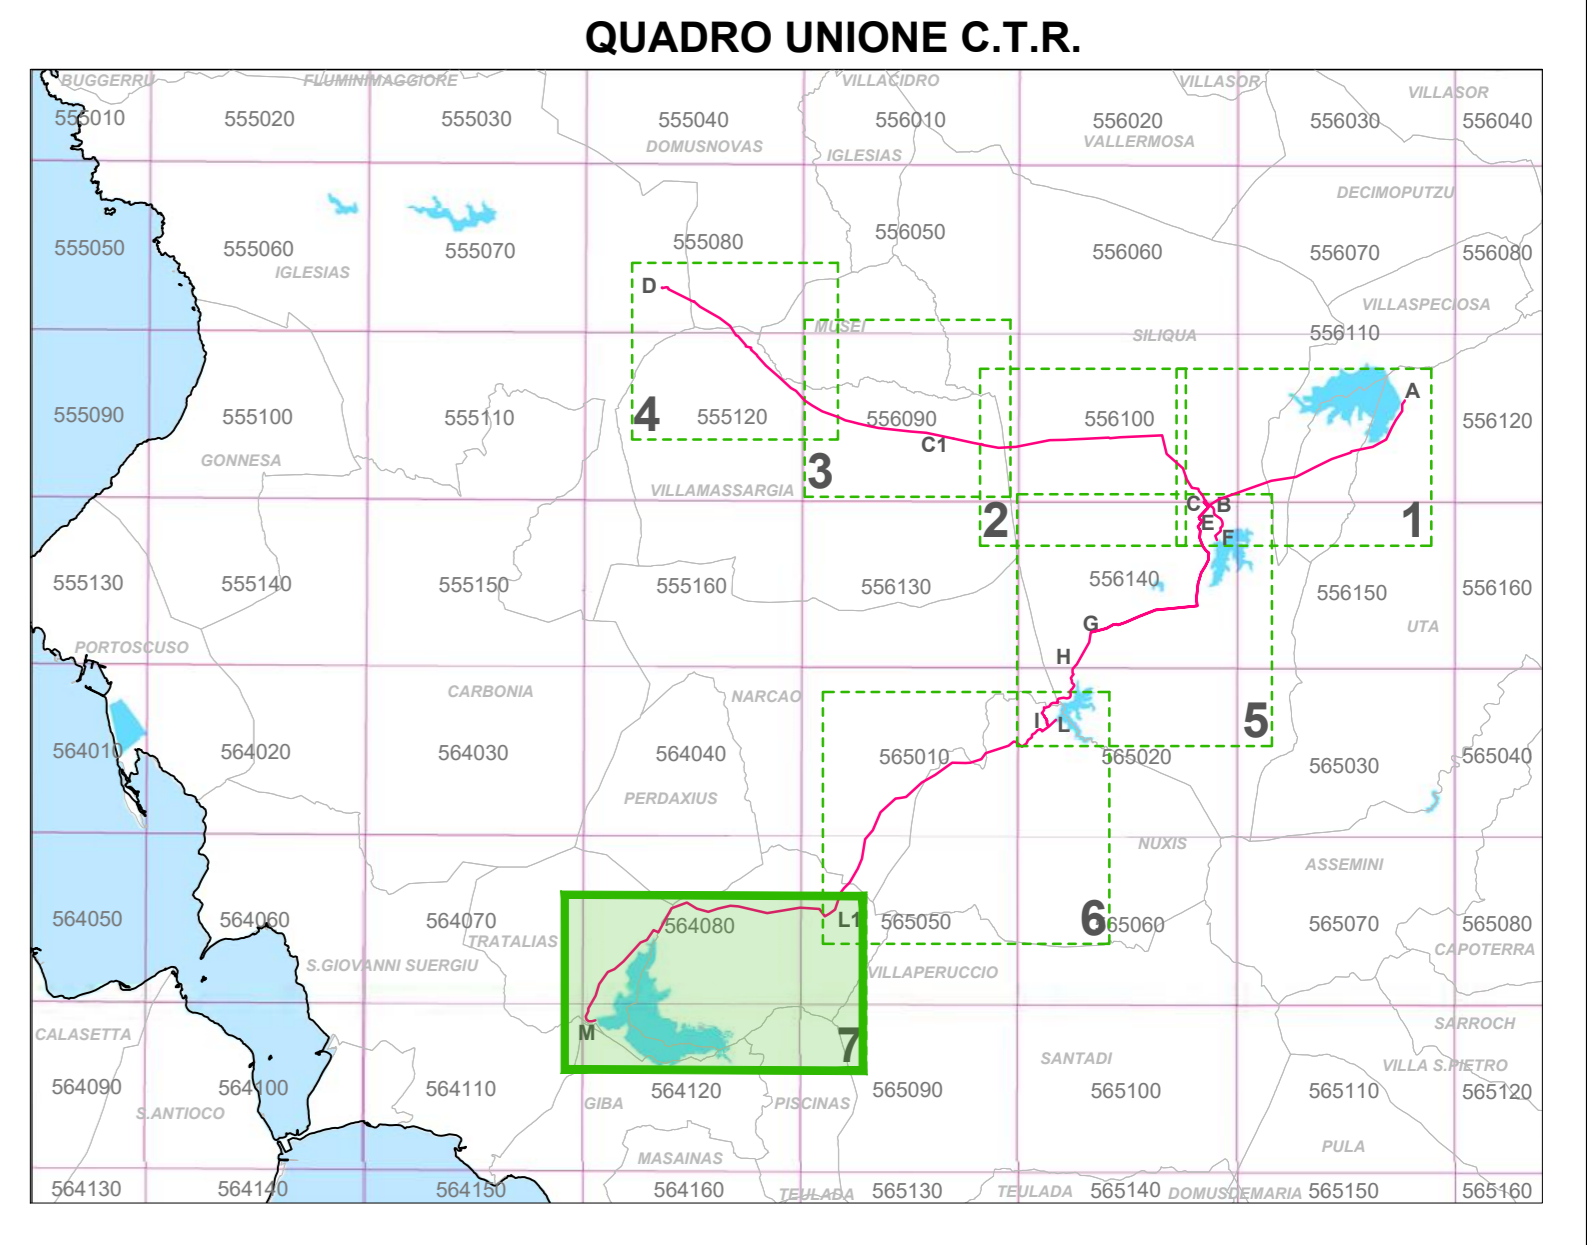 QUADRO UNIONE C.T.R.
BUGGERRU FLUMINIMAGGIORE VILLACIDRO VILLASOR VILLASOR
555010 555020 555030 555040 556010 556020 556030 556040
DOMUSNOVAS IGLESIAS VALLERMOSA
DECIMOPUTZU
555050 555060 555070 555080 556050 556060 556070 556080
IGLESIAS
D
VILLASPECIOSA
MUSEI SILIQUA 556110
A
555090 555100 555110 4 555120 556090 556100 556120
C1
GONNESA
3
VILLAMASSARGIA
C B
2 E 1
F
555130 555140 555150 555160 556130 556140 556150 556160
G UTA
PORTOSCUSO
H
CARBONIA NARCAO
I L 5
564010 564020 564030 564040 565010 565020 565030 565040
PERDAXIUS
NUXIS
ASSEMINI
564050 564060 564070 564080 L1 565050 6 565060 565070 565080
TRATALIAS
CAPOTERRA
S.GIOVANNI SUERGIU VILLAPERUCCIO
CALASETTA M 7 SARROCH
SANTADI VILLA S.PIETRO
564090 564100 564110 564120 565090 565100 565110 565120
S.ANTIOCO GIBA PISCINAS
MASAINAS PULA
564130 564140 564150 564160 TEULADA 565130 TEULADA 565140 DOMUSDEMARIA 565150 565160